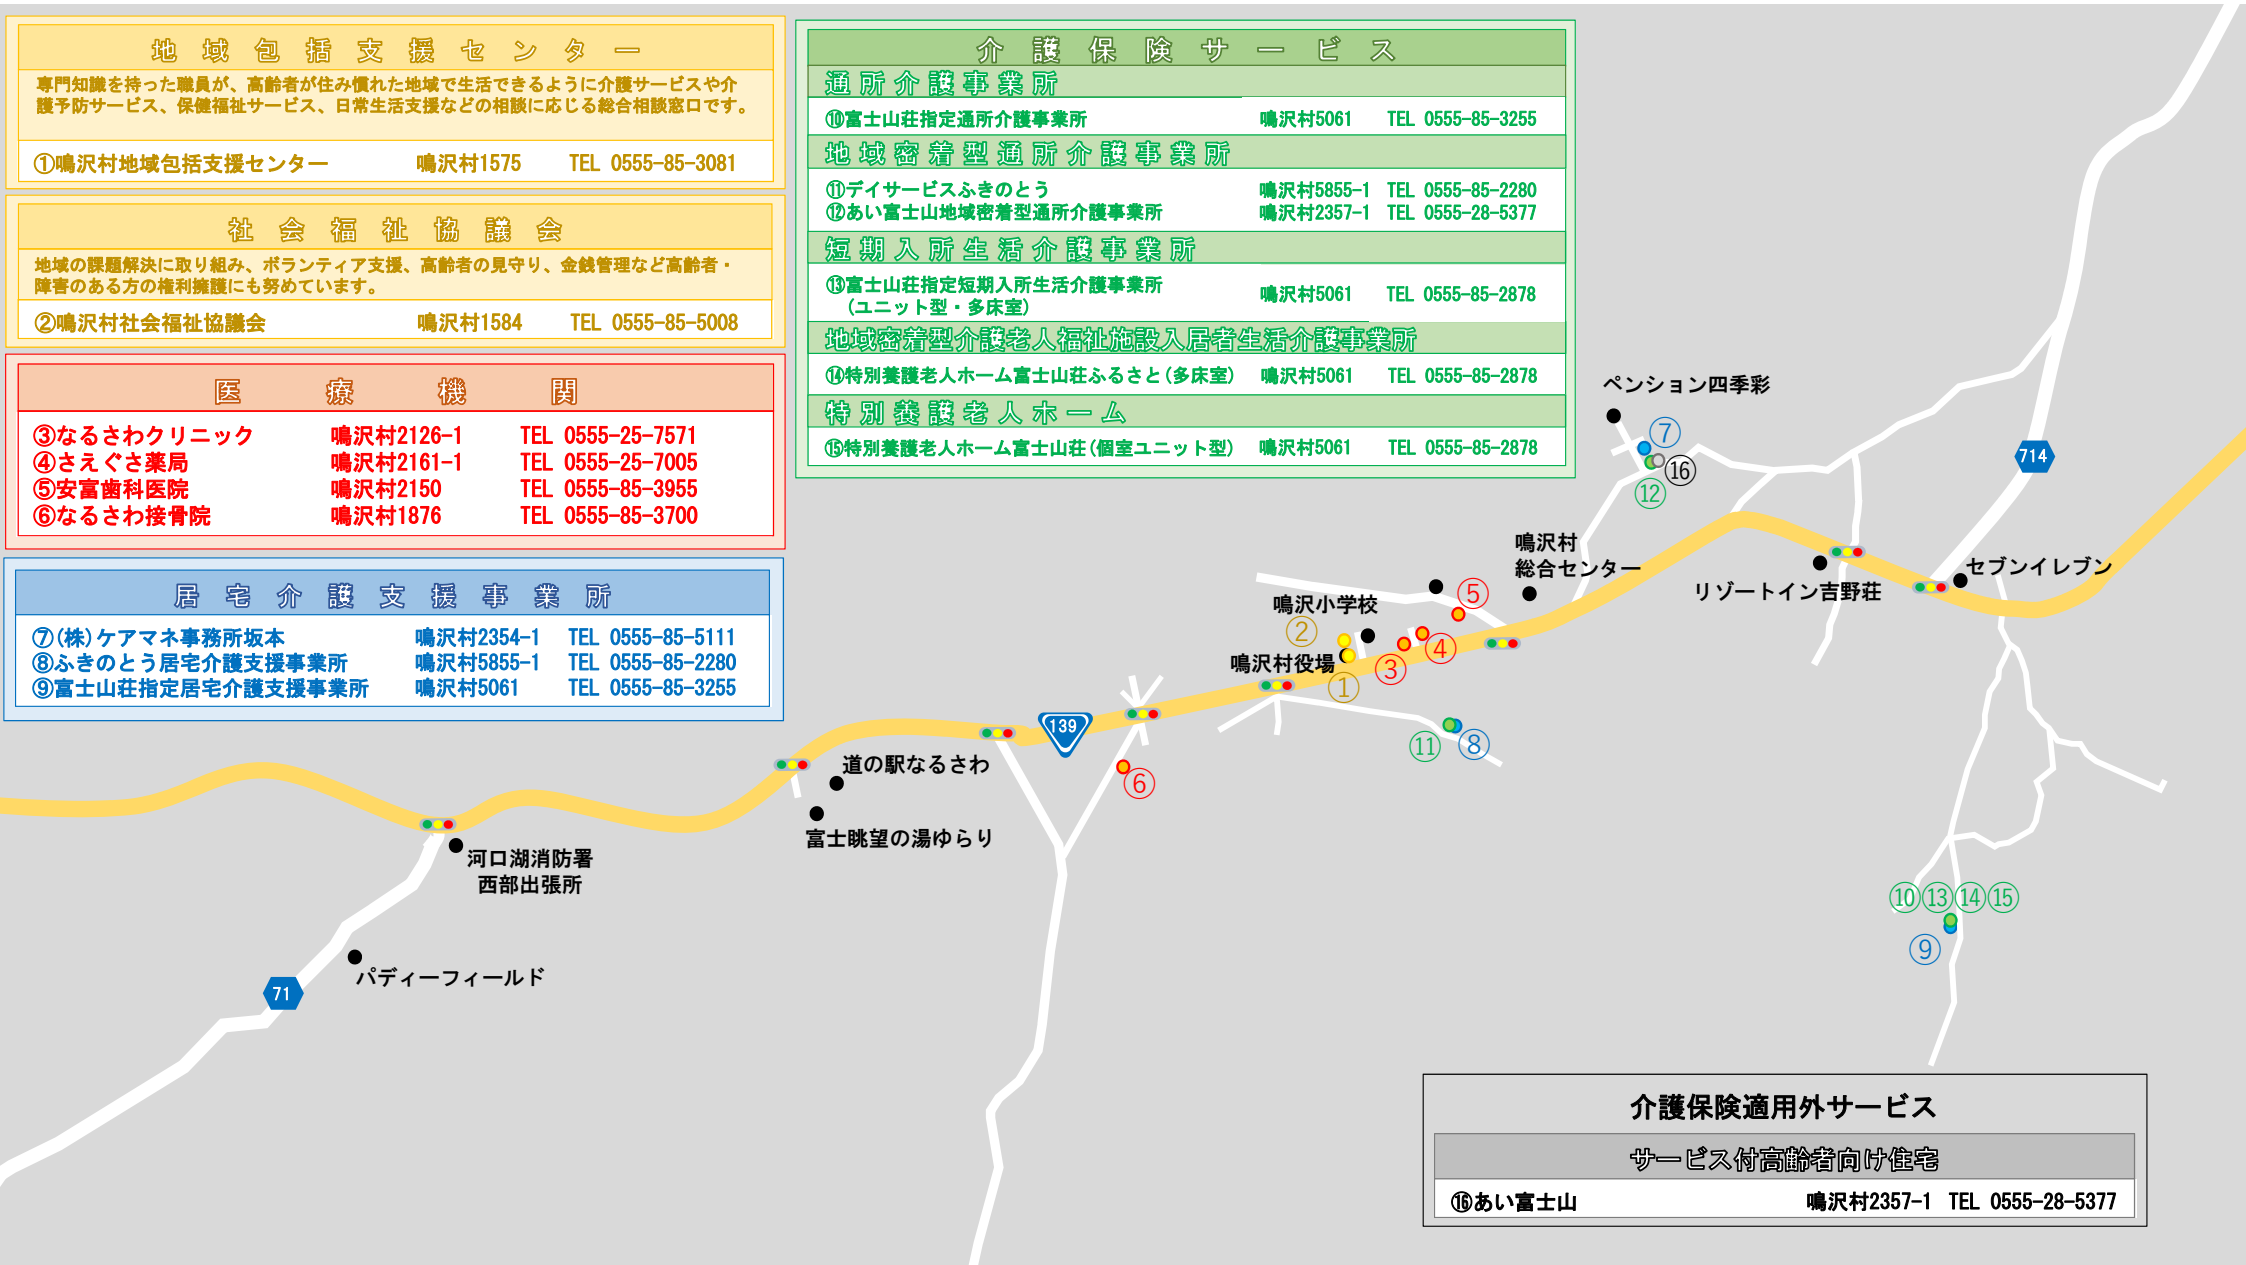 地域包括支援センター
専門知識を持った職員が、高齢者が住み慣れた地域で生活できるように介護サービスや介
護予防サービス、保健福祉サービス、日常生活支援などの相談に応じる総合相談窓口です。
①鳴沢村地域包括支援センター 鳴沢村1575 TEL 0555-85-3081
社会福祉協議会
地域の課題解決に取り組み、ボランティア支援、高齢者の見守り、金銭管理など高齢者・
障害のある方の権利擁護にも努めています。
②鳴沢村社会福祉協議会 鳴沢村1584 TEL 0555-85-5008
医療機関
③なるさわクリニック 鳴沢村2126-1 TEL 0555-25-7571
④さえぐさ薬局 鳴沢村2161-1 TEL 0555-25-7005
⑤安富歯科医院 鳴沢村2150 TEL 0555-85-3955
⑥なるさわ接骨院 鳴沢村1876 TEL 0555-85-3700
居宅介護支援事業所
⑦(株)ケアマネ事務所坂本 鳴沢村2354-1 TEL 0555-85-5111
⑧ふきのとう居宅介護支援事業所 鳴沢村5855-1 TEL 0555-85-2280
⑨富士山荘指定居宅介護支援事業所 鳴沢村5061 TEL 0555-85-3255
介護保険サービス
通所介護事業所
⑩富士山荘指定通所介護事業所 鳴沢村5061 TEL 0555-85-3255
地域密着型通所介護事業所
⑪デイサービスふきのとう 鳴沢村5855-1 TEL 0555-85-2280
⑫あい富士山地域密着型通所介護事業所 鳴沢村2357-1 TEL 0555-28-5377
短期入所生活介護事業所
⑬富士山荘指定短期入所生活介護事業所
(ユニット型・多床室) 鳴沢村5061 TEL 0555-85-2878
地域密着型介護老人福祉施設入居者生活介護事業所
⑭特別養護老人ホーム富士山荘ふるさと(多床室) 鳴沢村5061 TEL 0555-85-2878
特別養護老人ホーム
⑮特別養護老人ホーム富士山荘(個室ユニット型) 鳴沢村5061 TEL 0555-85-2878
ペンション四季彩
⑦
⑯
⑫
714
鳴沢村
総合センター
セブンイレブン
リゾートイン吉野荘
鳴沢小学校
⑤
②
④
鳴沢村役場
③
①
139
⑪
⑧
道の駅なるさわ
⑥
富士眺望の湯ゆらり
河口湖消防署
西部出張所
⑩⑬⑭⑮
⑨
パディーフィールド
71
介護保険適用外サービス
サービス付高齢者向け住宅
⑯あい富士山 鳴沢村2357-1 TEL 0555-28-5377